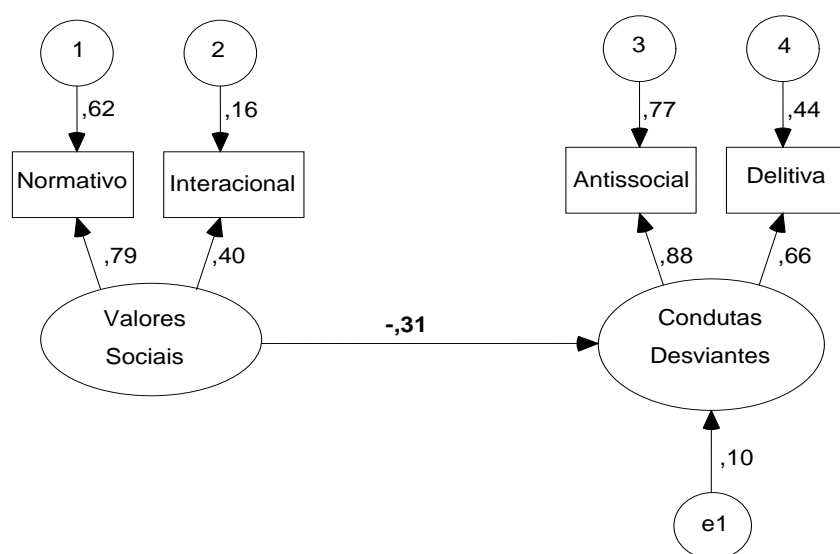 1
2
3
4
,62
,16
,77
,44
Normativo
Interacional
Antissocial
Delitiva
,79
,40
,88
,66
Valores
Sociais
-,31
Condutas
Desviantes
,10
e1